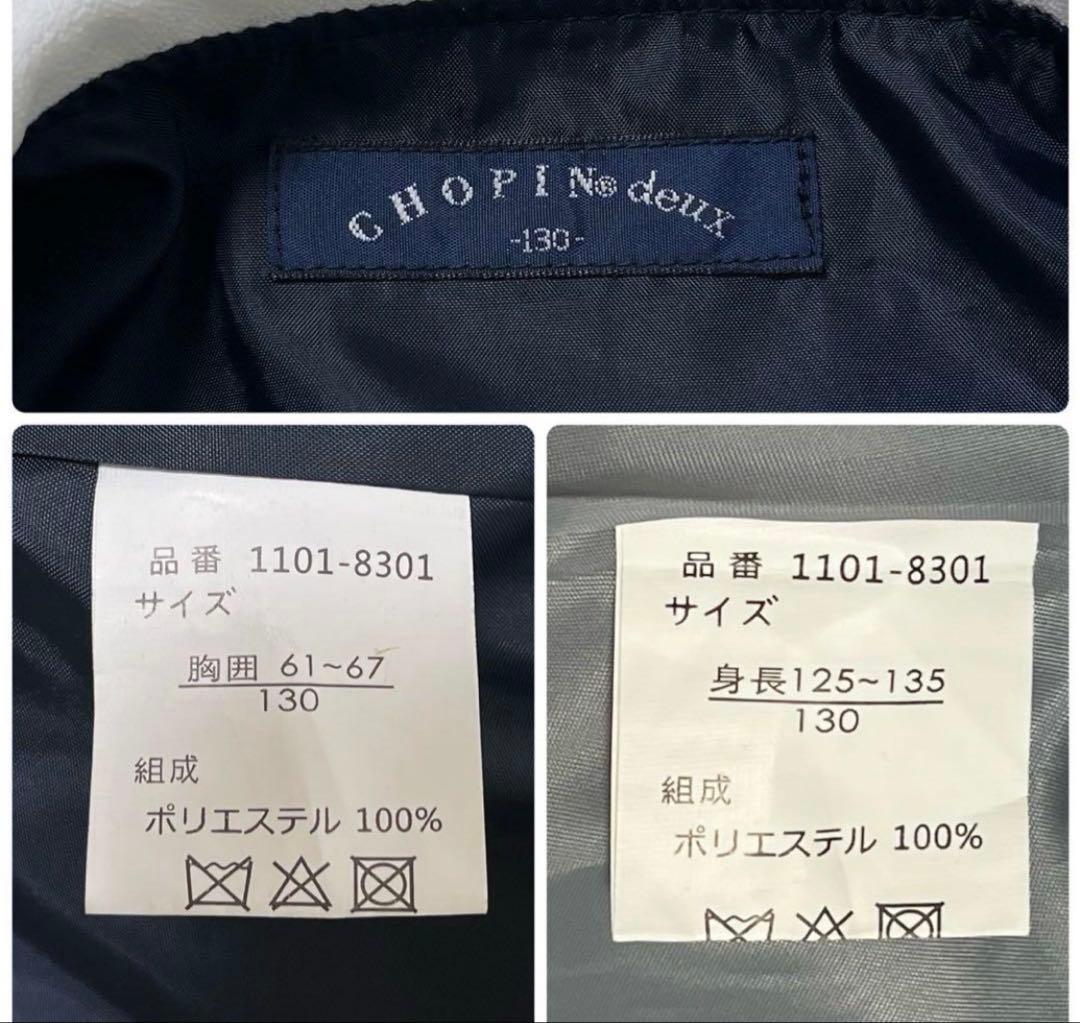 CHOPIN® deux
-130-
品番 1101-8301
サイズ
胸囲 61~67
130
組成
ポリエステル 100%
品番 1101-8301
サイズ
身長125~135
130
組成
ポリエステル 100%